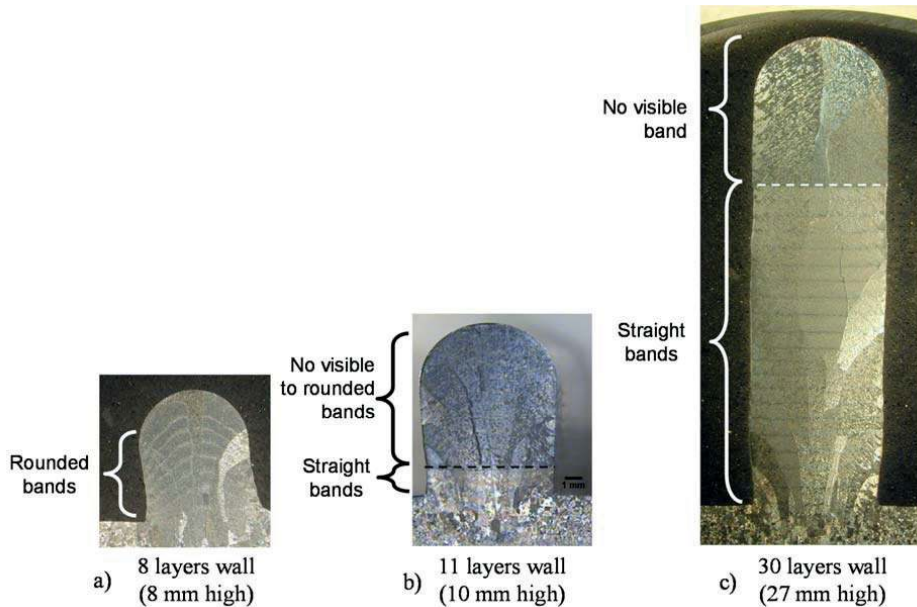 No visible
band
Straight
bands
No visible
to rounded
bands
Straight
bands
1 mm
Rounded
bands
a)
8 layers wall
(8 mm high)
b)
11 layers wall
(10 mm high)
c)
30 layers wall
(27 mm high)